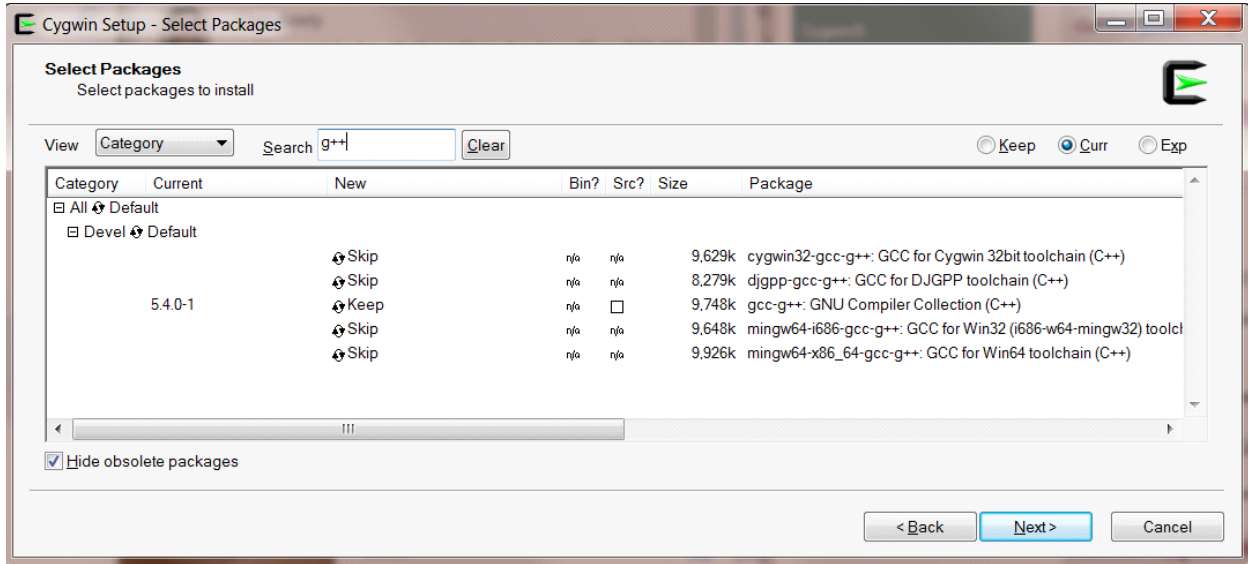 Cygwin Setup - Select Packages
Select Packages
Select packages to install
View Category Search g++ Clear Keep Curr Exp
Category Current New Bin? Src? Size Package
All Default
Devel Default
Skip n/a n/a 9,629k cygwin32-gcc-g++: GCC for Cygwin 32bit toolchain (C++)
Skip n/a n/a 8,279k djgpp-gcc-g++: GCC for DJGPP toolchain (C++)
5.4.0-1 Keep n/a 9,748k gcc-g++: GNU Compiler Collection (C++)
Skip n/a n/a 9,648k mingw64-i686-gcc-g++: GCC for Win32 (i686-w64-mingw32) toolcl
Skip n/a n/a 9,926k mingw64-x86_64-gcc-g++: GCC for Win64 toolchain (C++)
Hide obsolete packages
< Back Next > Cancel